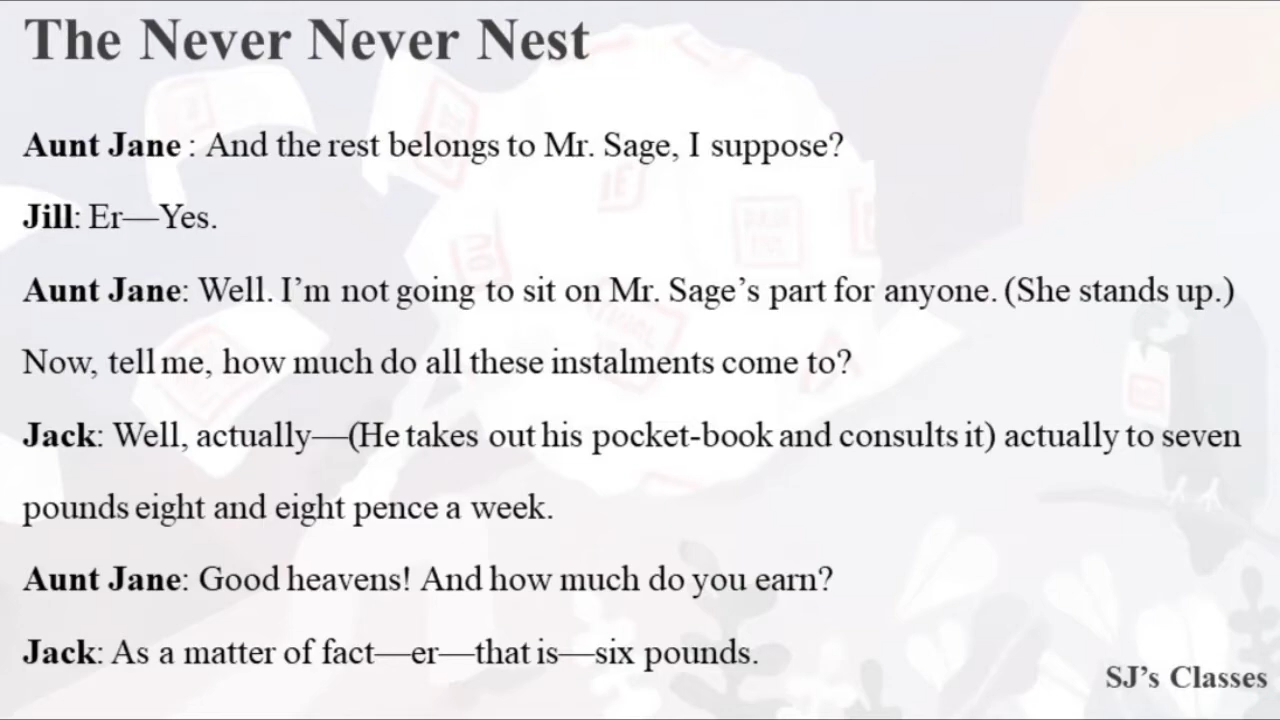 The Never Never Nest
Aunt Jane : And the rest belongs to Mr. Sage, I suppose?
Jill: Er—Yes.
Aunt Jane: Well. I’m not going to sit on Mr. Sage’s part for anyone. (She stands up.)
Now, tell me, how much do all these instalments come to?
Jack: Well, actually—(He takes out his pocket-book and consults it) actually to seven
pounds eight and eight pence a week.
Aunt Jane: Good heavens! And how much do you earn?
Jack: As a matter of fact—er—that is—six pounds.
SJ’s Classes